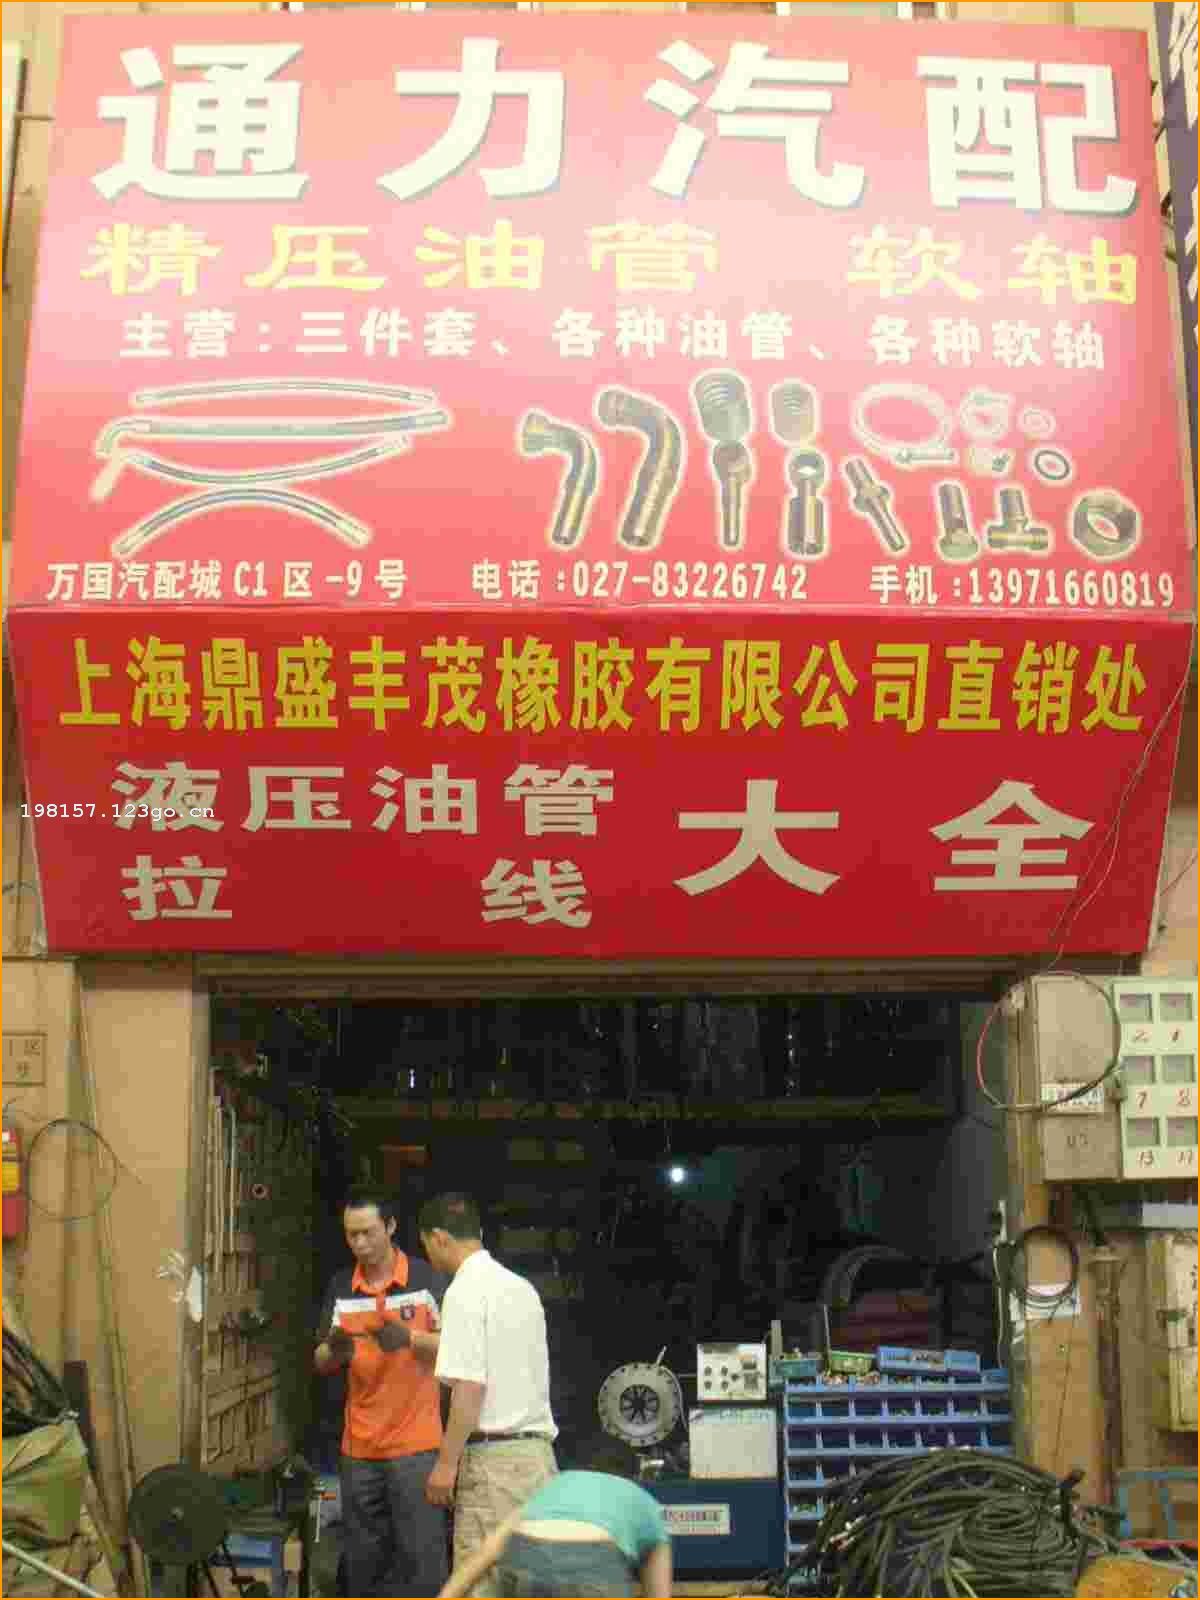 通力汽配
精压油管 软轴
主营：三件套、各种油管、各种软轴
万国汽配城C1区-9号 电话:027-83226742 手机:13971660819
上海鼎盛丰茂橡胶有限公司直销处
液压油管
拉线
大全
198157.123go.cn